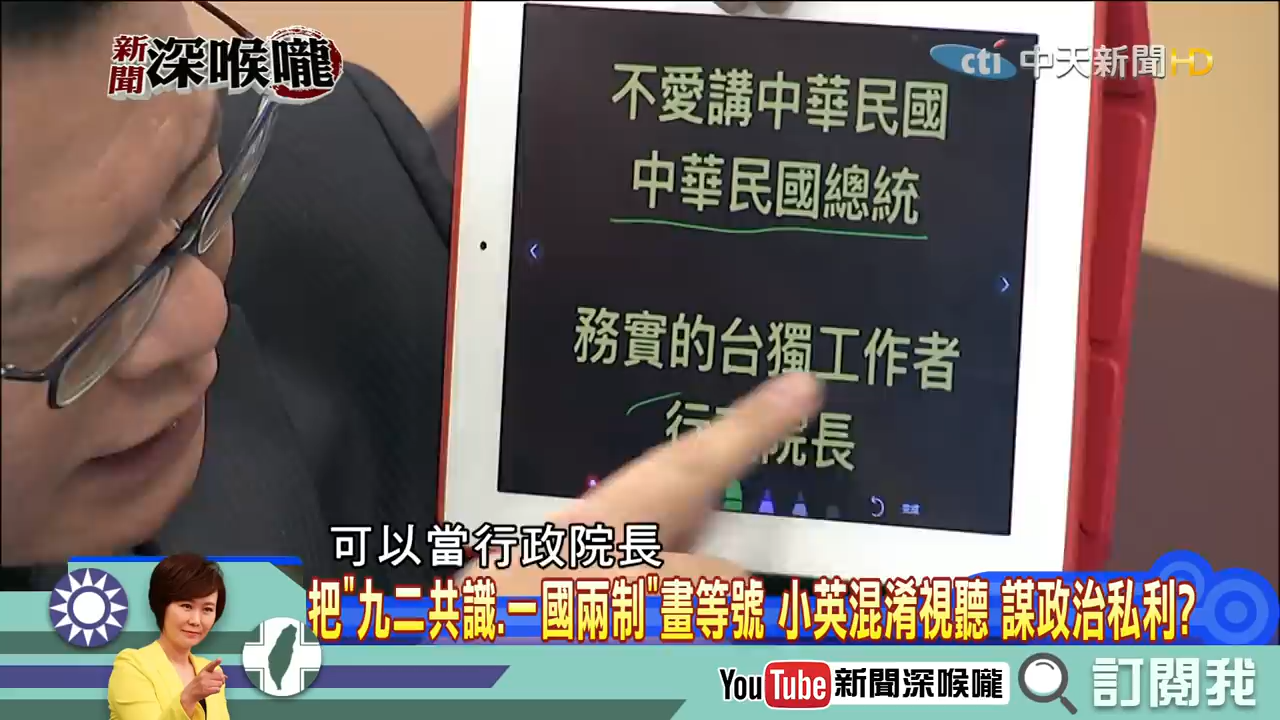 新聞深喉嚨
cti中天新聞HD
不愛講中華民國
中華民國總統
務實的台獨工作者
行政院長
完成
可以當行政院長
把"九二共識.一國兩制"畫等號 小英混淆視聽 謀政治私利?
YouTube新聞深喉嚨 訂閱我